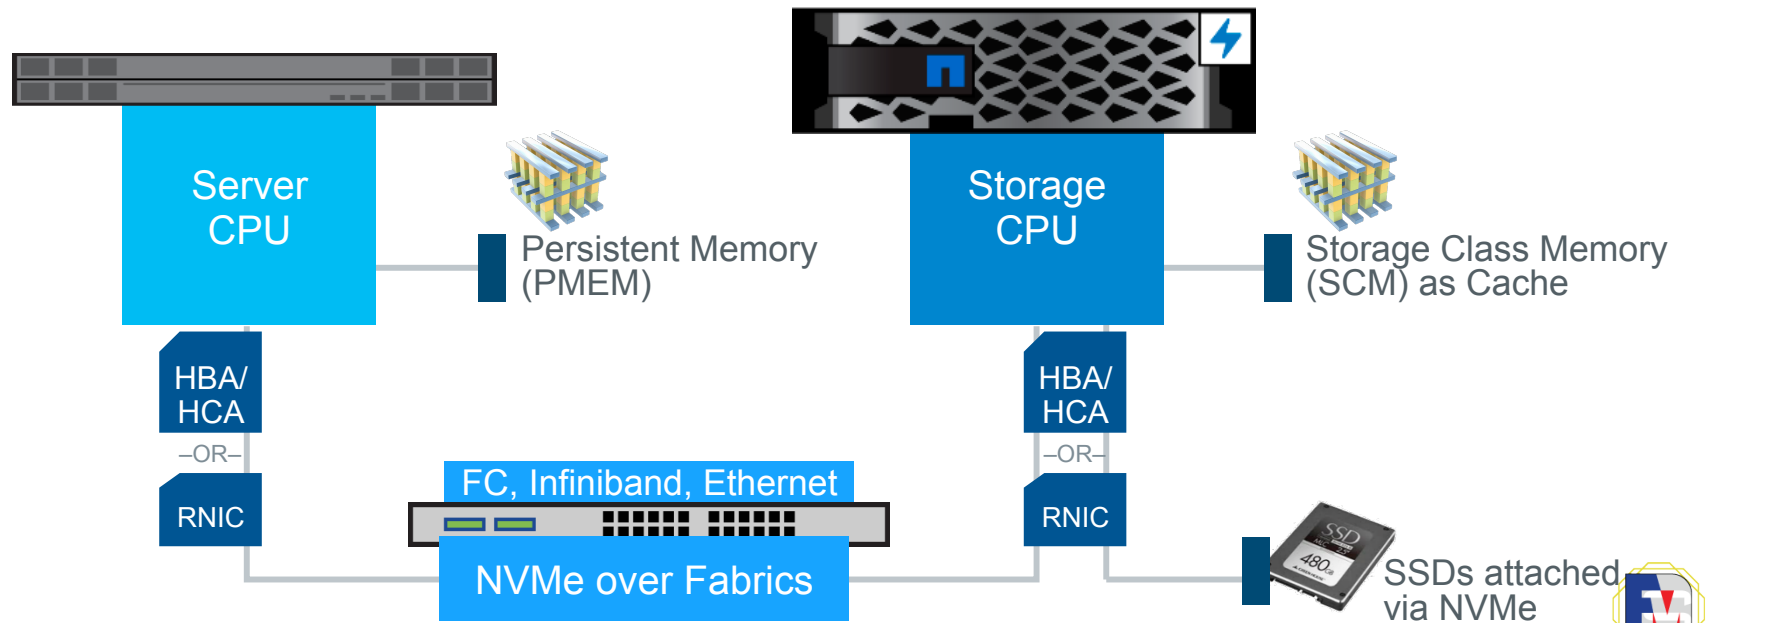 Server
CPU
Persistent Memory
(PMEM)
HBA/
HCA
–OR–
RNIC
FC, Infiniband, Ethernet
NVMe over Fabrics
Storage
CPU
Storage Class Memory
(SCM) as Cache
HBA/
HCA
–OR–
RNIC
SSD
480GB
SSDs attached
via NVMe